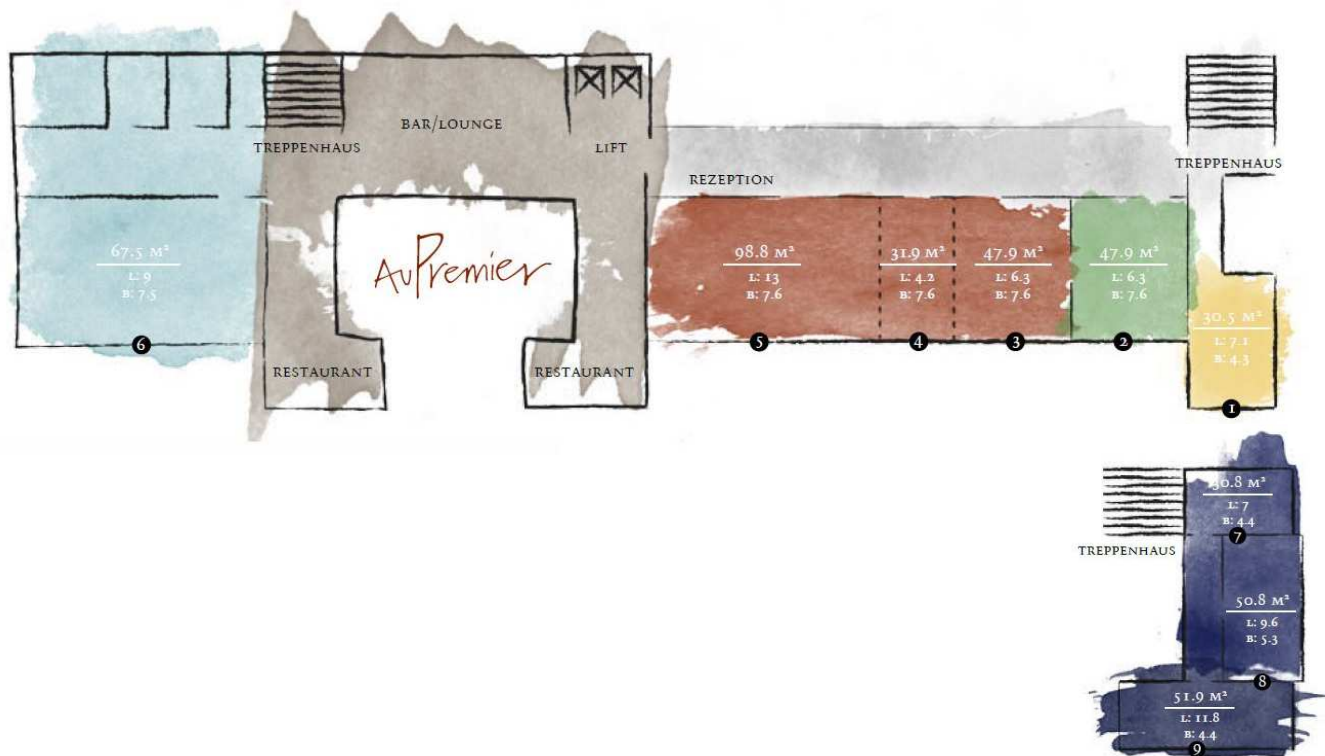 BAR/LOUNGE
TREPPENHAUS
LIFT
TREPPENHAUS
REZEPTION
AuPremier
67.5 M²
L: 9
B: 7.5
6
98.8 M²
L: 13
B: 7.6
5
31.9 M²
L: 4.2
B: 7.6
4
47.9 M²
L: 6.3
B: 7.6
3
47.9 M²
L: 6.3
B: 7.6
2
30.5 M²
L: 7.1
B: 4.3
1
RESTAURANT
RESTAURANT
30.8 M²
L: 7
B: 4.4
7
TREPPENHAUS
50.8 M²
L: 9.6
B: 5.3
8
51.9 M²
L: 11.8
B: 4.4
9